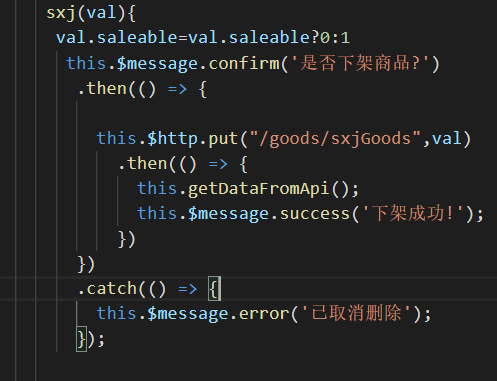 sxj(val){
val.saleable=val.saleable?0:1
this.$message.confirm('是否下架商品?')
.then(() => {
this.$http.put("/goods/sxjGoods",val)
.then(() => {
this.getDataFromApi();
this.$message.success('下架成功!');
})
})
.catch(() => {
this.$message.error('已取消删除');
});